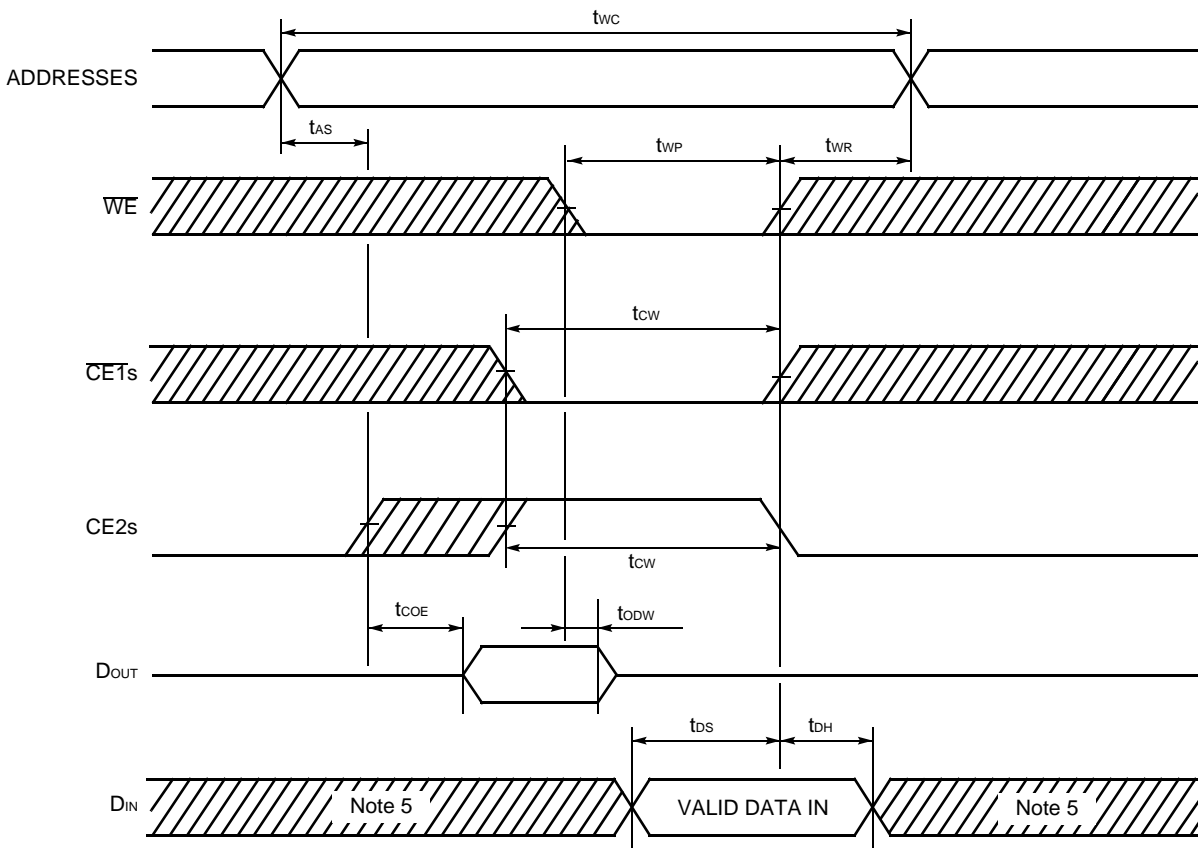 tWC
ADDRESSES
tAS
tWP
tWR
WE
tCW
CE1s
CE2s
tCW
tCOE
tODW
DOUT
tDS
tDH
DIN
Note 5
VALID DATA IN
Note 5